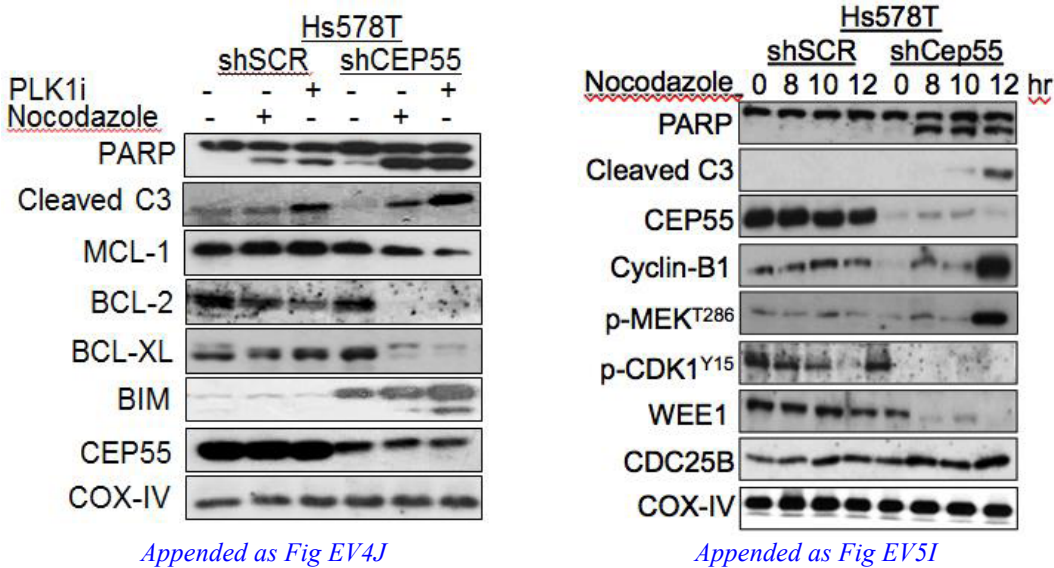 Hs578T
shSCR shCEP55
PLK1i - - + - - +
Nocodazole - + - - + -
PARP
Cleaved C3
MCL-1
BCL-2
BCL-XL
BIM
CEP55
COX-IV
Appended as Fig EV4J
Hs578T
shSCR shCep55
Nocodazole 0 8 10 12 0 8 10 12 hr
PARP
Cleaved C3
CEP55
Cyclin-B1
p-MEK^T286
p-CDK1^Y15
WEE1
CDC25B
COX-IV
Appended as Fig EV5I